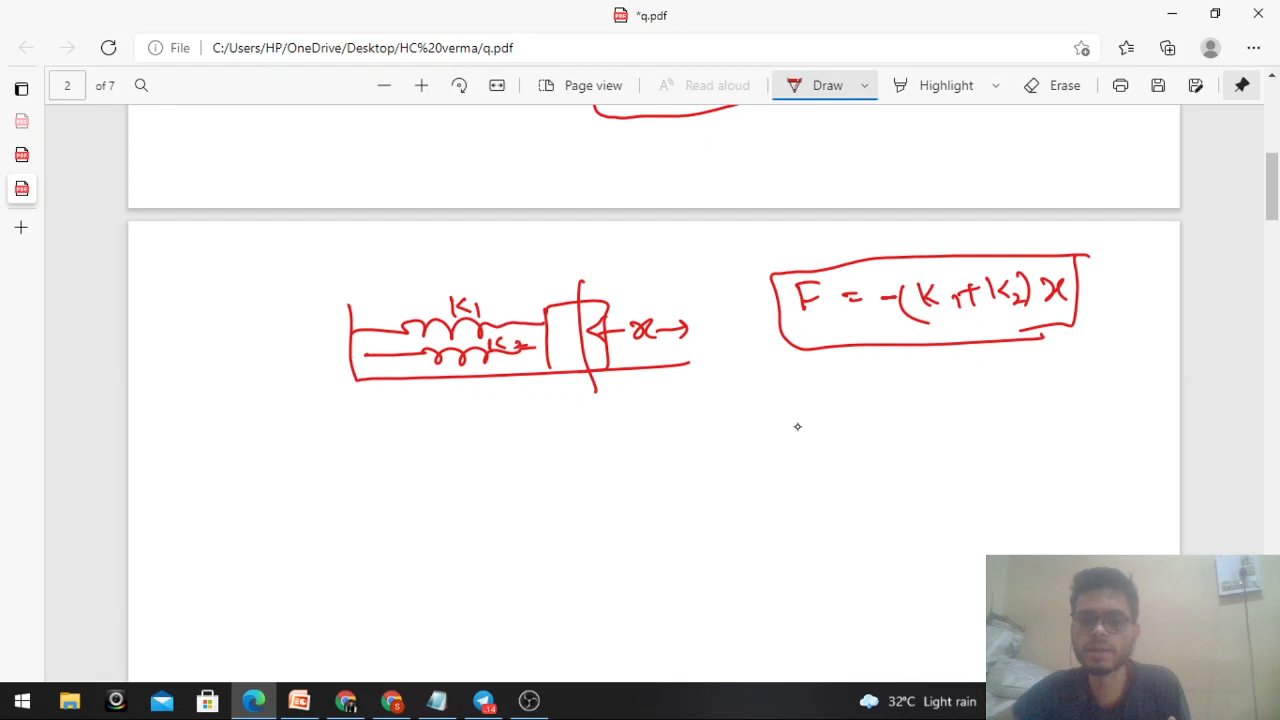 *q.pdf
File C:/Users/HP/OneDrive/Desktop/HC%20verma/q.pdf
2 of 7 Page view Read aloud Draw Highlight Erase
F = -(K1+K2)x
K1
K2
x
14
32°C Light rain